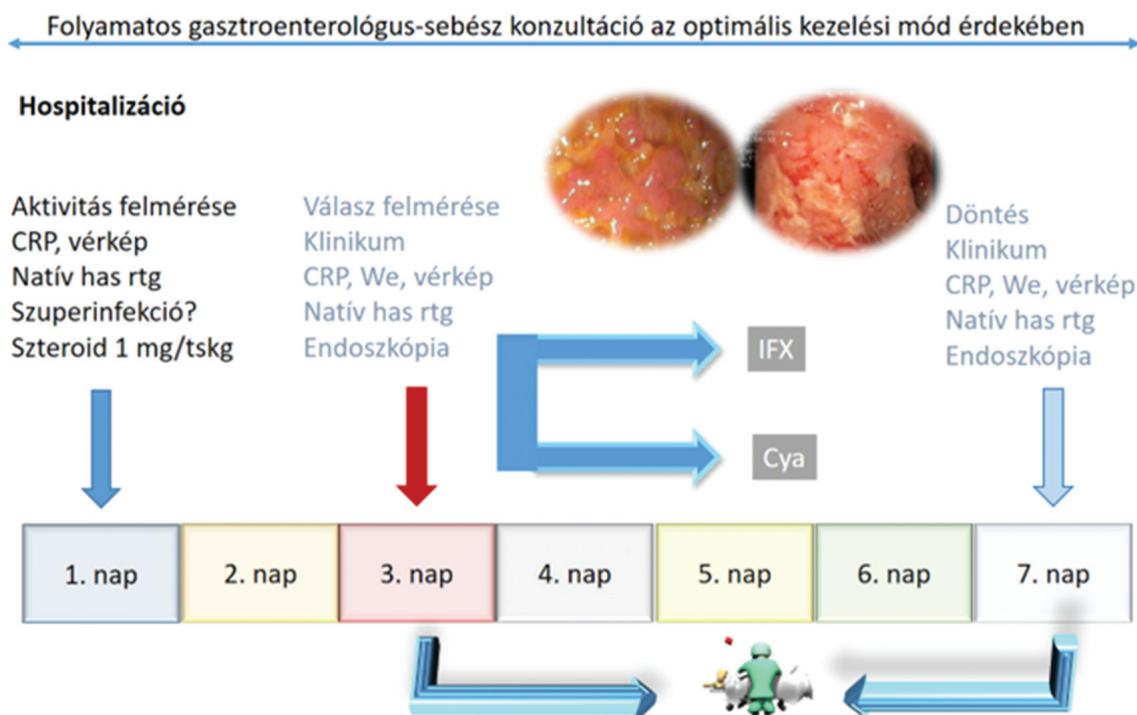 Folyamatos gasztroenterológus-sebész konzultáció az optimális kezelési mód érdekében
Hospitalizáció
Aktivitás felmérése
CRP, vérkép
Natív has rtg
Szuperinfekció?
Szteroid 1 mg/tskg
Válasz felmérése
Klinikum
CRP, We, vérkép
Natív has rtg
Endoszkópia
IFX
Cya
Döntés
Klinikum
CRP, We, vérkép
Natív has rtg
Endoszkópia
1. nap
2. nap
3. nap
4. nap
5. nap
6. nap
7. nap